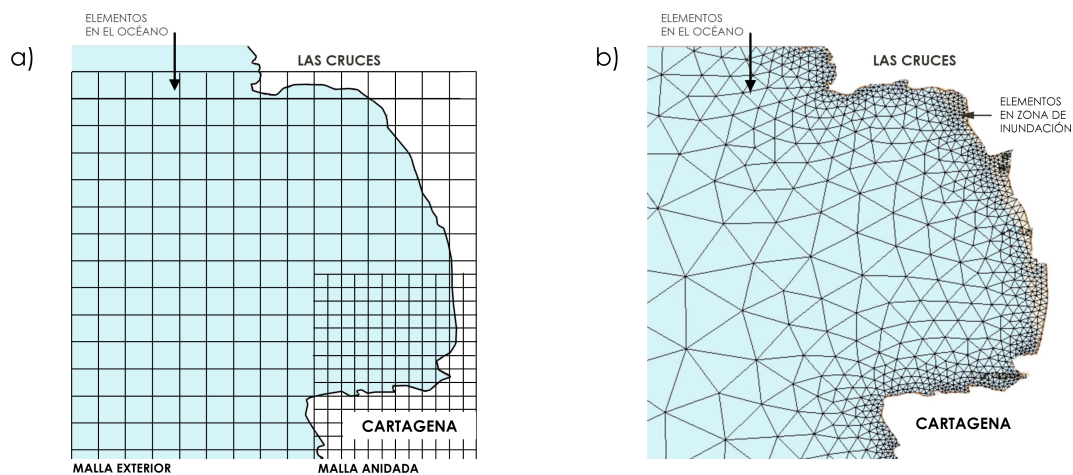 a)
ELEMENTOS
EN EL OCÉANO
LAS CRUCES
CARTAGENA
MALLA EXTERIOR
MALLA ANIDADA
b)
ELEMENTOS
EN EL OCÉANO
LAS CRUCES
ELEMENTOS
EN ZONA DE
INUNDACIÓN
CARTAGENA